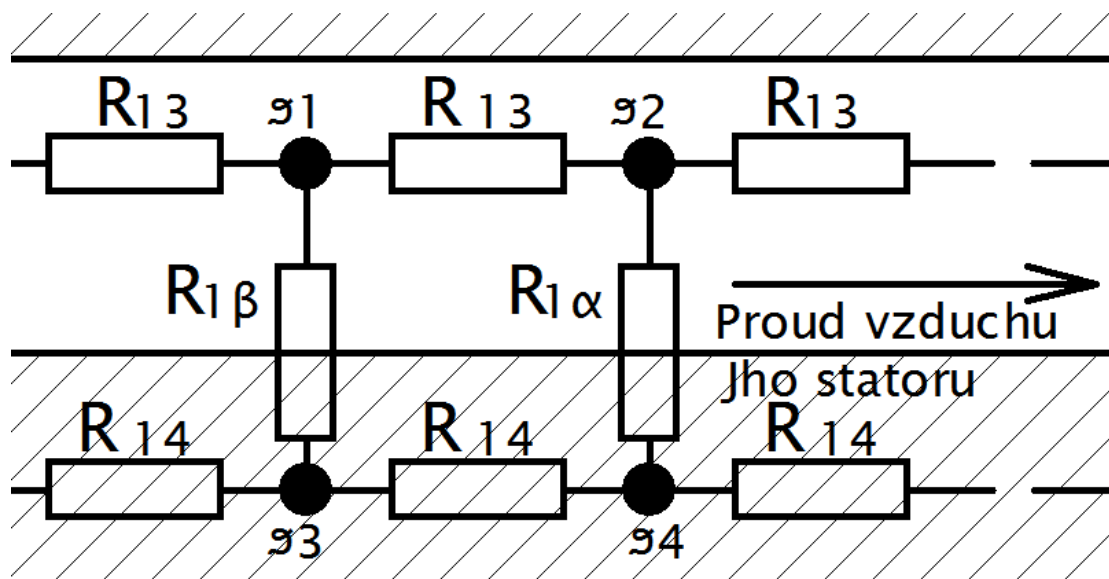 R13 ϑ1 R 13 ϑ2 R13
R1β R1α
Proud vzduchu
Jho statoru
R 14 R 14 R 14
ϑ3 ϑ4